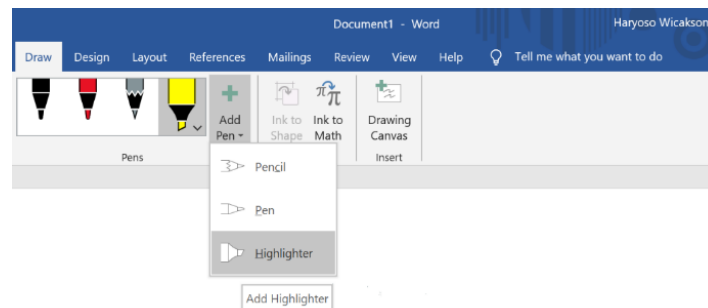 Document1 - Word
Haryoso Wicakson
Draw Design Layout References Mailings Review View Help Tell me what you want to do
Add Pen
Ink to Shape
Ink to Math
Drawing Canvas
Pens
Insert
Pencil
Pen
Highlighter
Add Highlighter